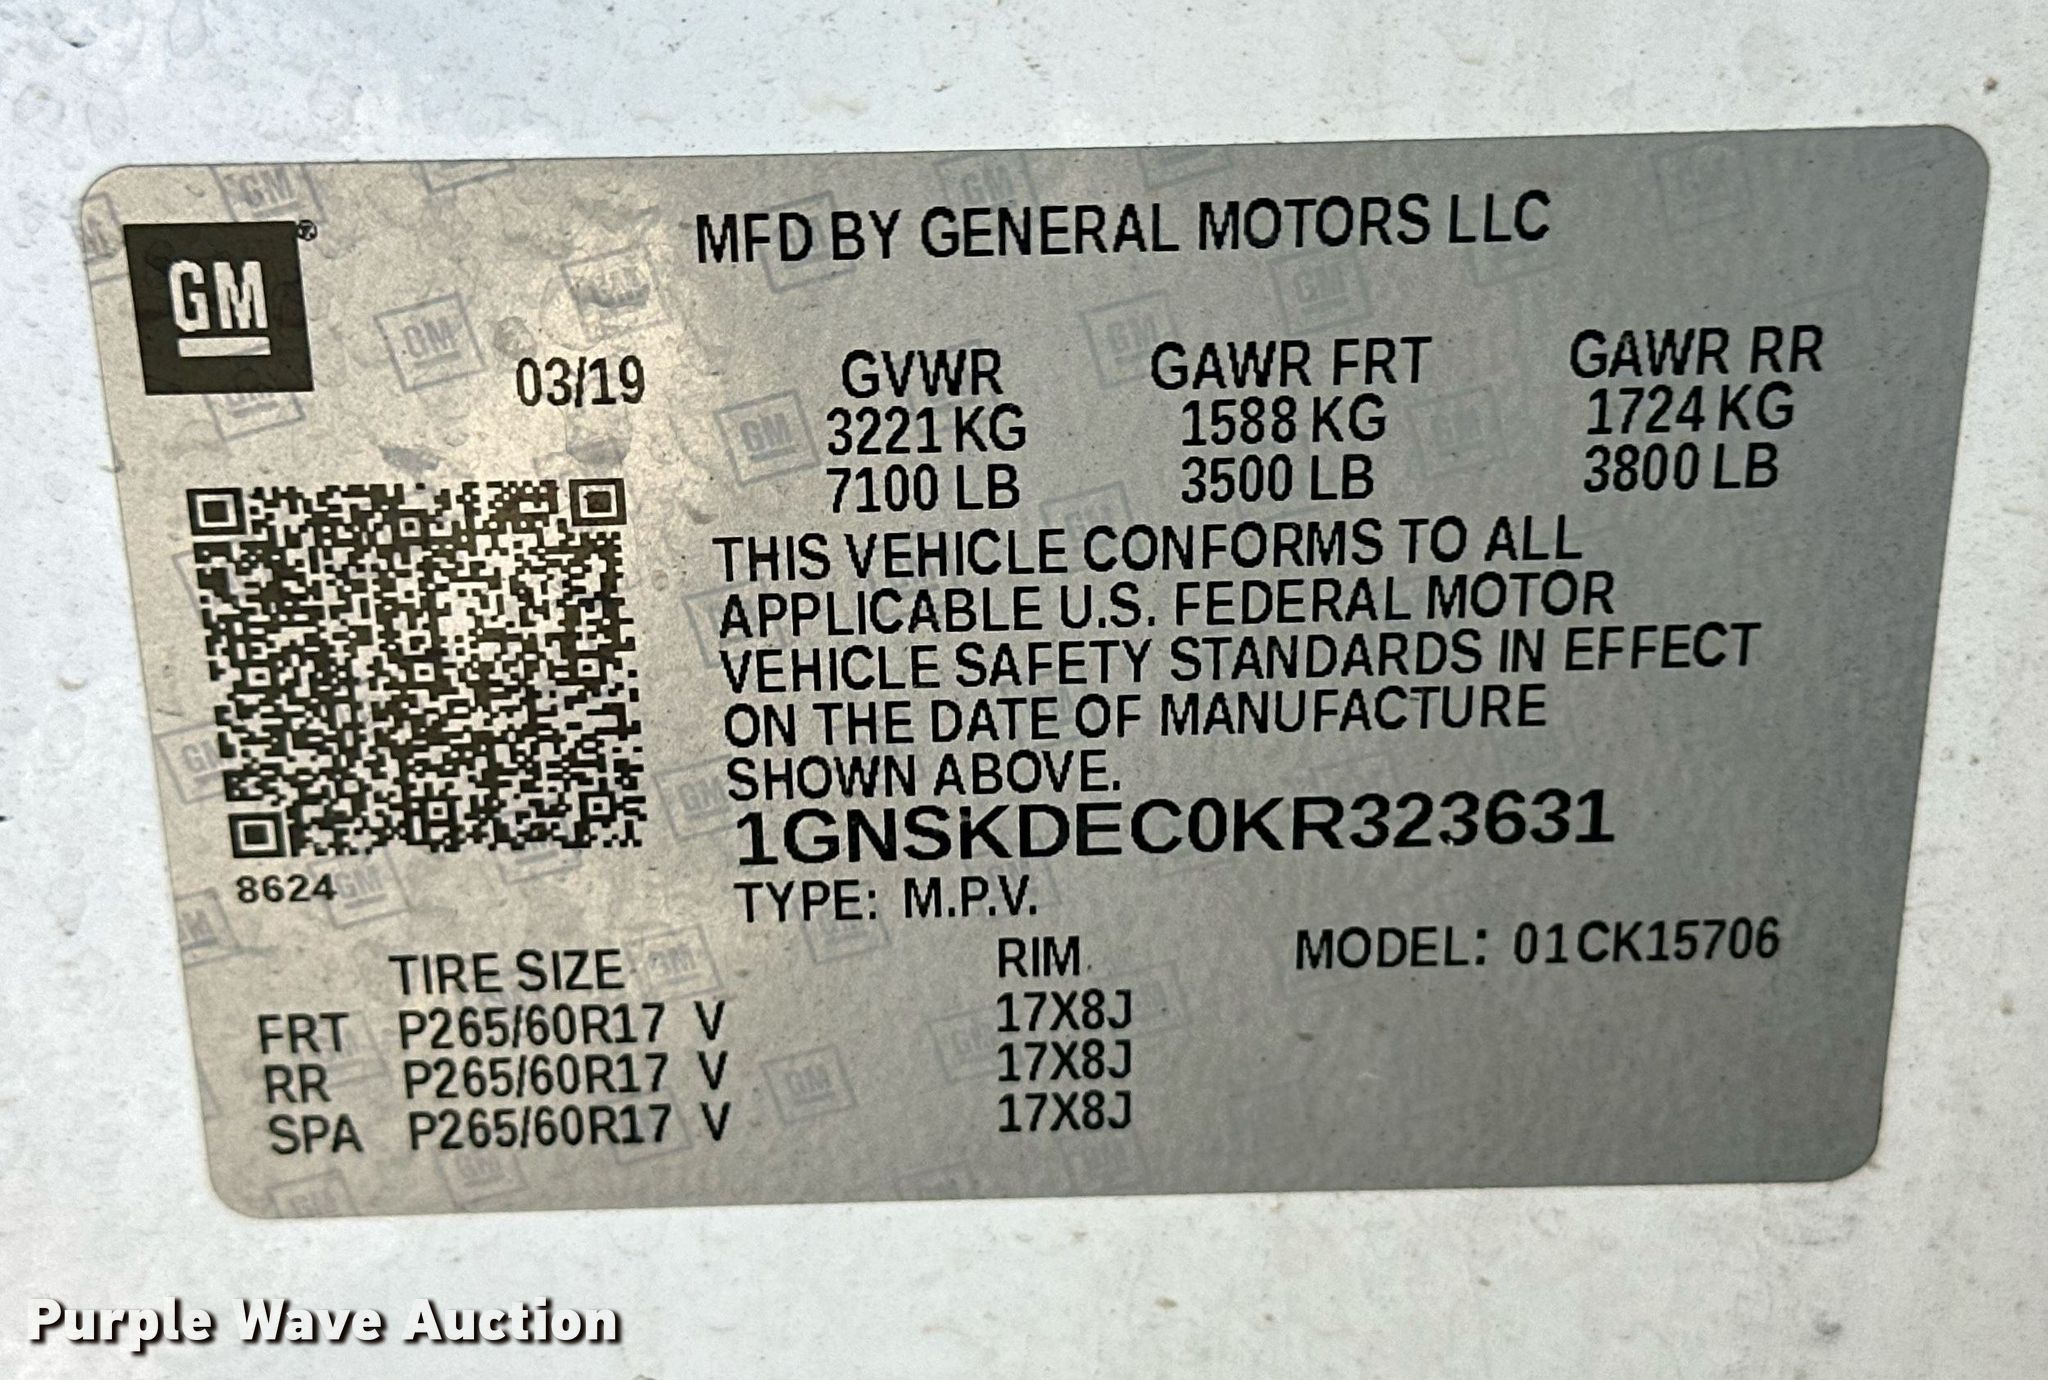 MFD BY GENERAL MOTORS LLC
GM®
03/19
GVWR GAWR FRT GAWR RR
3221 KG 1588 KG 1724 KG
7100 LB 3500 LB 3800 LB
THIS VEHICLE CONFORMS TO ALL
APPLICABLE U.S. FEDERAL MOTOR
VEHICLE SAFETY STANDARDS IN EFFECT
ON THE DATE OF MANUFACTURE
SHOWN ABOVE.
1GNSKDEC0KR323631
8624
TYPE: M.P.V.
TIRE SIZE RIM MODEL: 01CK15706
FRT P265/60R17 V 17X8J
RR P265/60R17 V 17X8J
SPA P265/60R17 V 17X8J
Purple Wave Auction